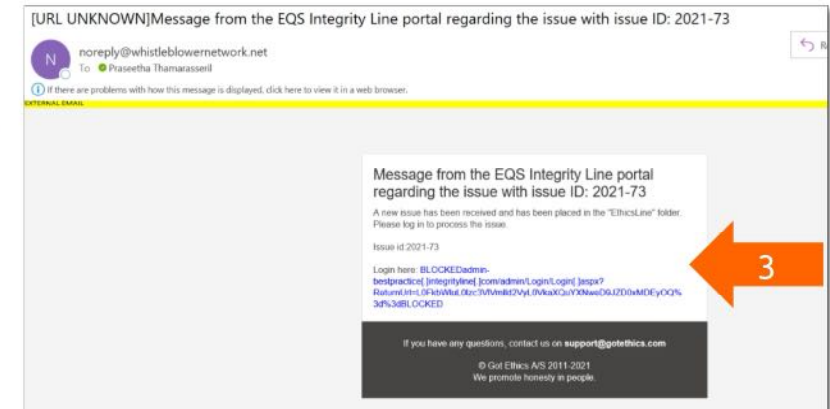 [URL UNKNOWN]Message from the EQS Integrity Line portal regarding the issue with issue ID: 2021-73
N
noreply@whistleblowernetwork.net
To Praseetha Thamarasseril
If there are problems with how this message is displayed, click here to view it in a web browser.
EXTERNAL EMAIL
Message from the EQS Integrity Line portal
regarding the issue with issue ID: 2021-73
A new issue has been received and has been placed in the "EthicsLine" folder.
Please log in to process the issue.
Issue id:2021-73
Login here: BLOCKEDadmin-
bestpractice[.]integrityline[.]com/admin/Login/Login[.]aspx?
3d%3dBLOCKED
3
If you have any questions, contact us on support@gotethics.com
© Got Ethics A/S 2011-2021
We promote honesty in people.